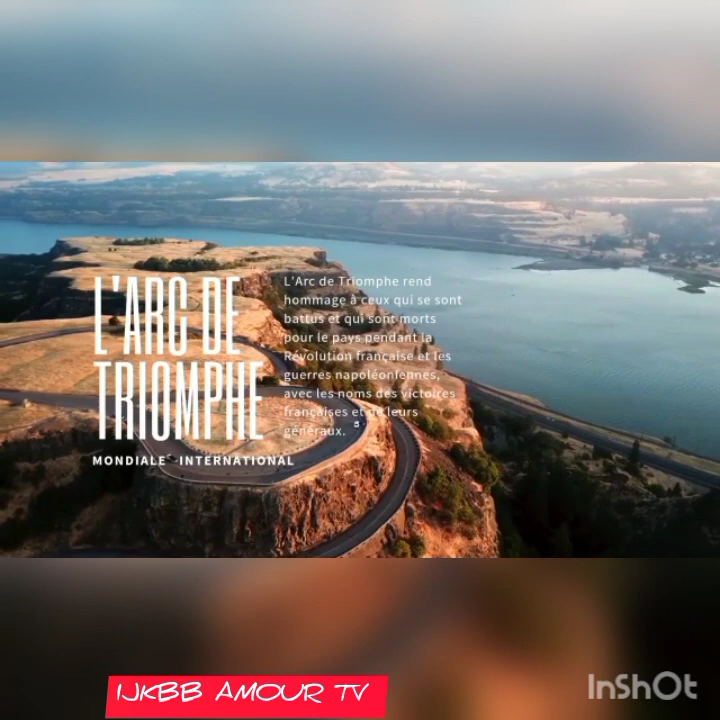 L'ARC DE
TRIOMPHE
MONDIALE INTERNATIONAL
L'Arc de Triomphe rend
hommage à ceux qui se sont
battus et qui sont morts
pour le pays pendant la
Révolution française et les
guerres napoléoniennes,
avec les noms des victoires
françaises et de leurs
généraux.
IJKBB AMOUR TV
InShOt